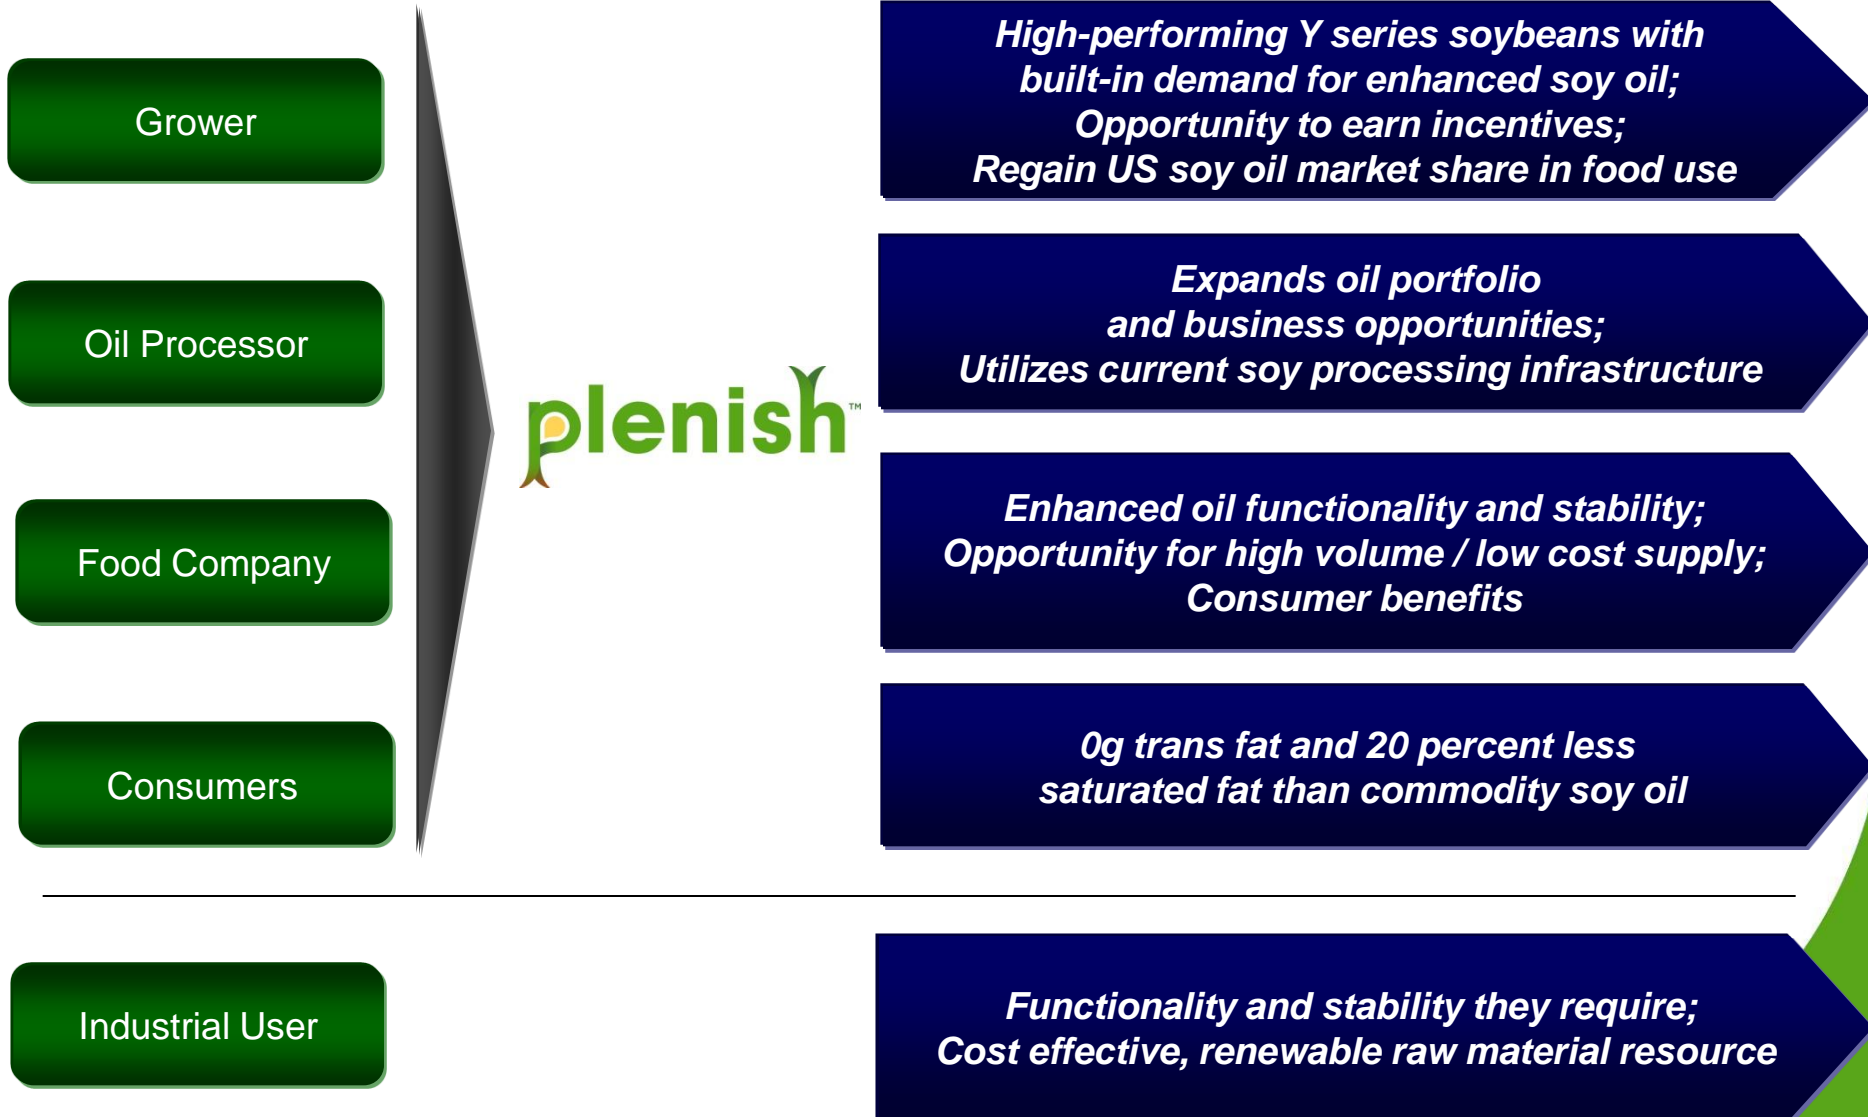 Grower
High-performing Y series soybeans with
built-in demand for enhanced soy oil;
Opportunity to earn incentives;
Regain US soy oil market share in food use
Oil Processor
Expands oil portfolio
and business opportunities;
Utilizes current soy processing infrastructure
plenish™
Food Company
Enhanced oil functionality and stability;
Opportunity for high volume / low cost supply;
Consumer benefits
Consumers
0g trans fat and 20 percent less
saturated fat than commodity soy oil
Industrial User
Functionality and stability they require;
Cost effective, renewable raw material resource